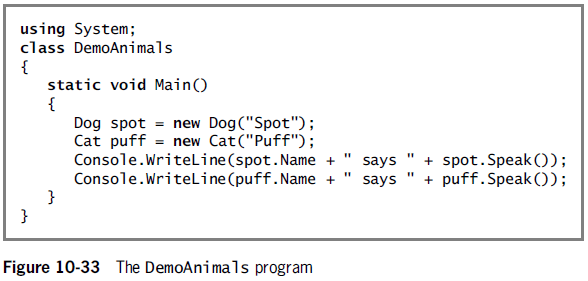 using System;
class DemoAnimals
{
   static void Main()
   {
      Dog spot = new Dog("Spot");
      Cat puff = new Cat("Puff");
      Console.WriteLine(spot.Name + " says " + spot.Speak());
      Console.WriteLine(puff.Name + " says " + puff.Speak());
   }
}
Figure 10-33 The DemoAnimals program